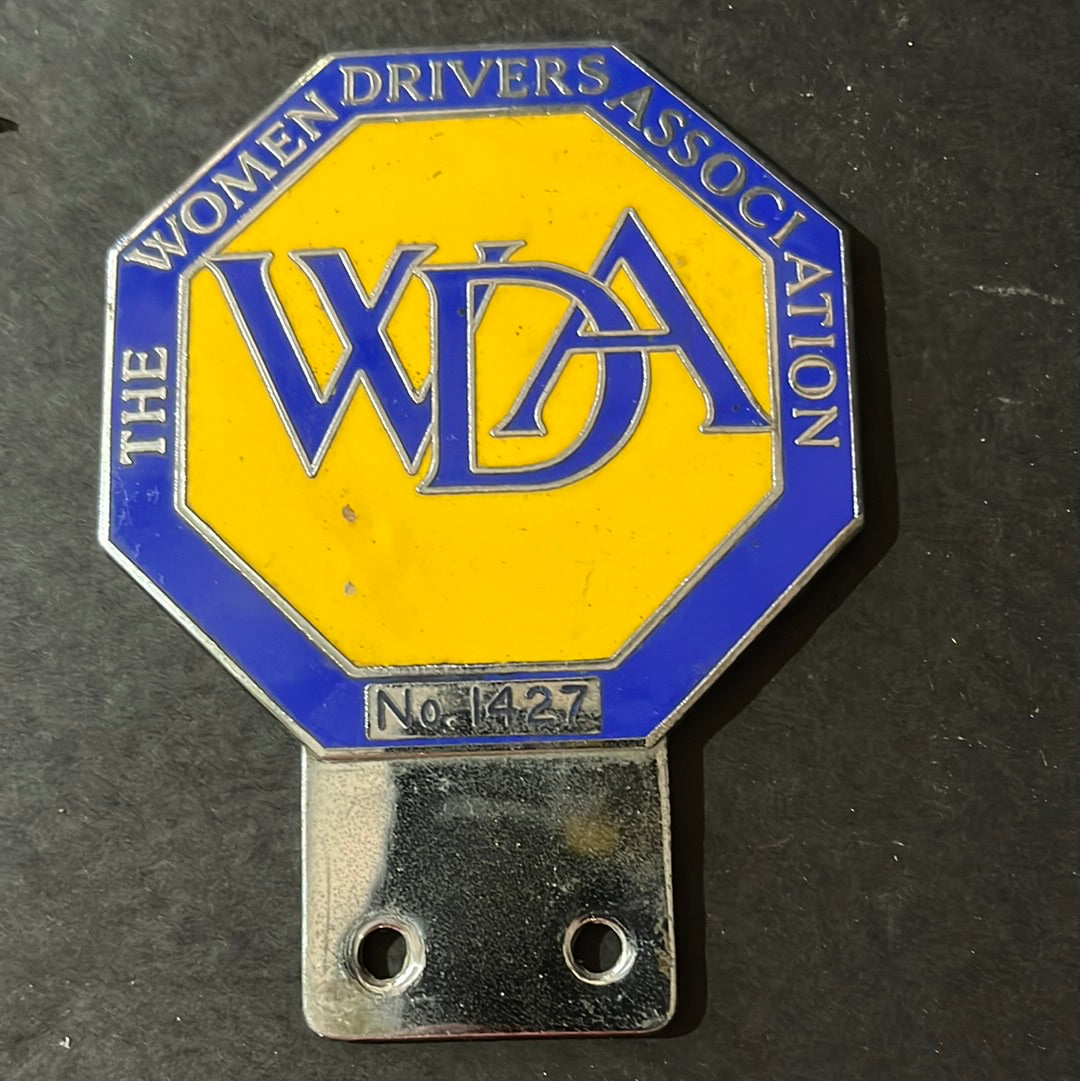 THE WOMEN DRIVERS ASSOCIATION
WDA
No. 1427